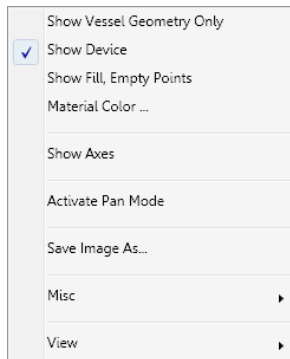 Show Vessel Geometry Only
Show Device
Show Fill, Empty Points
Material Color ...
Show Axes
Activate Pan Mode
Save Image As...
Misc
View